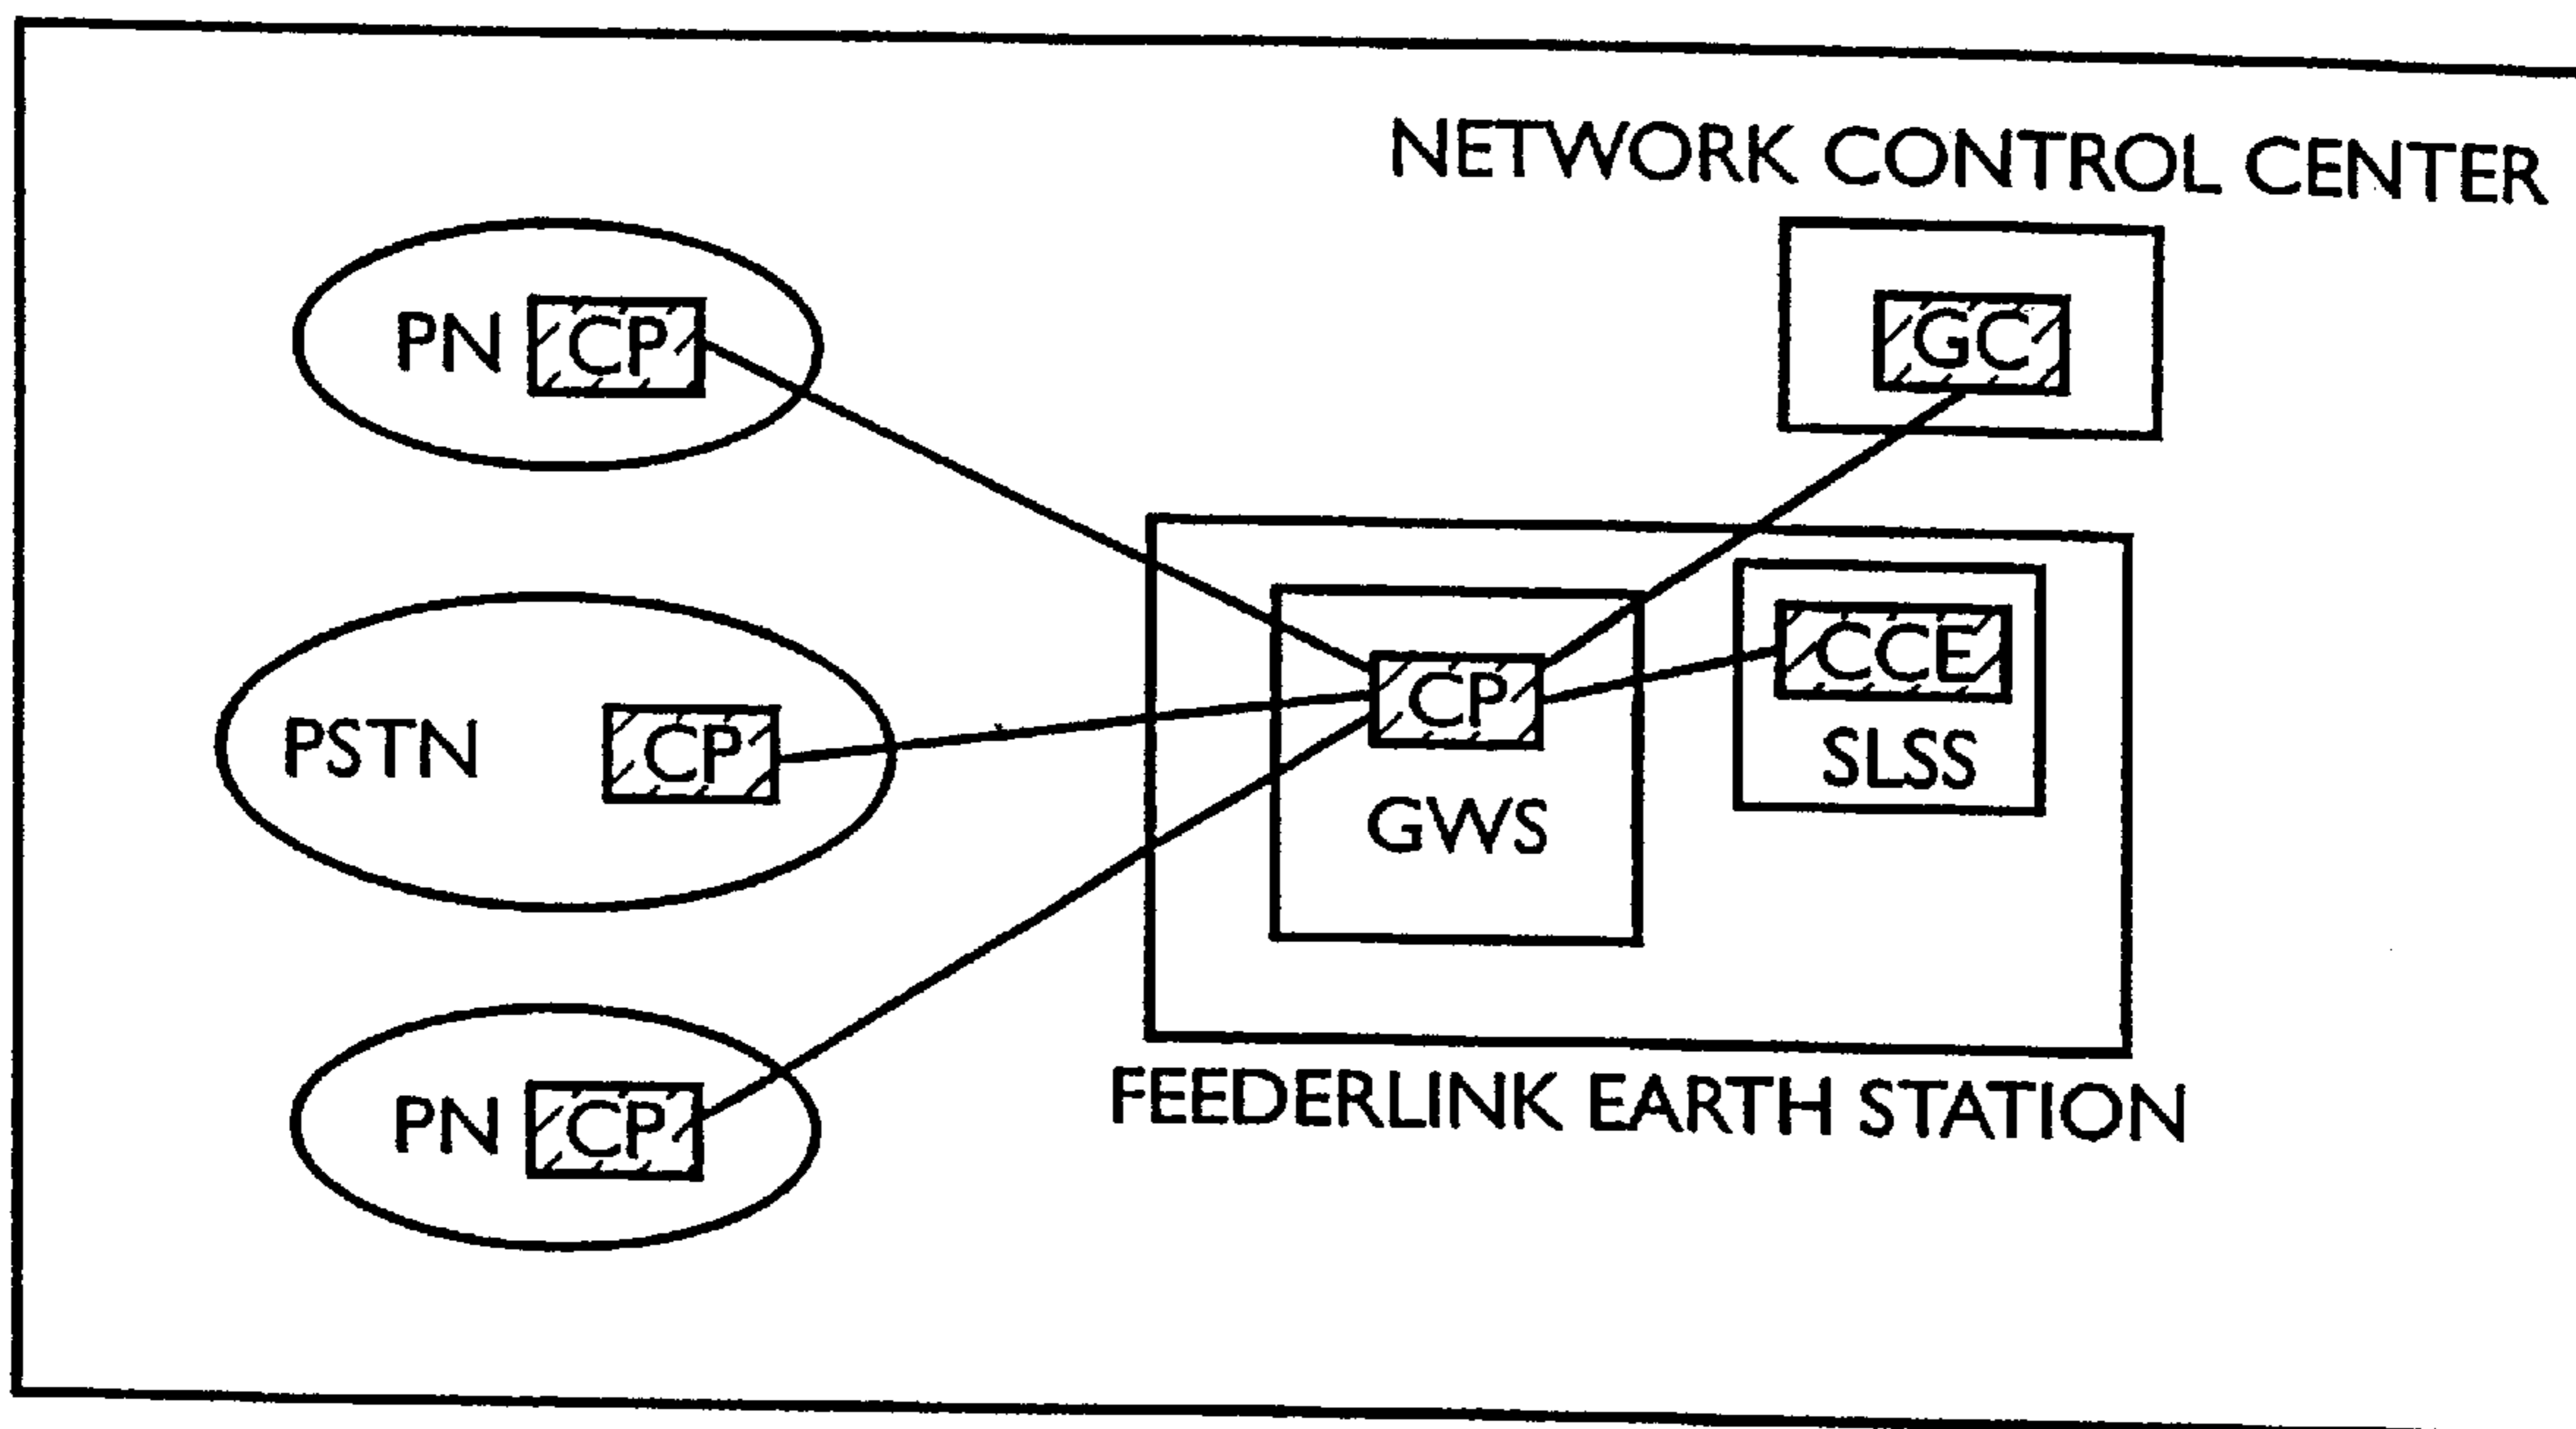 NETWORK CONTROL CENTER
PN CP
GC
PSTN CP
CP
GWS
CCE
SLSS
PN CP
FEEDERLINK EARTH STATION